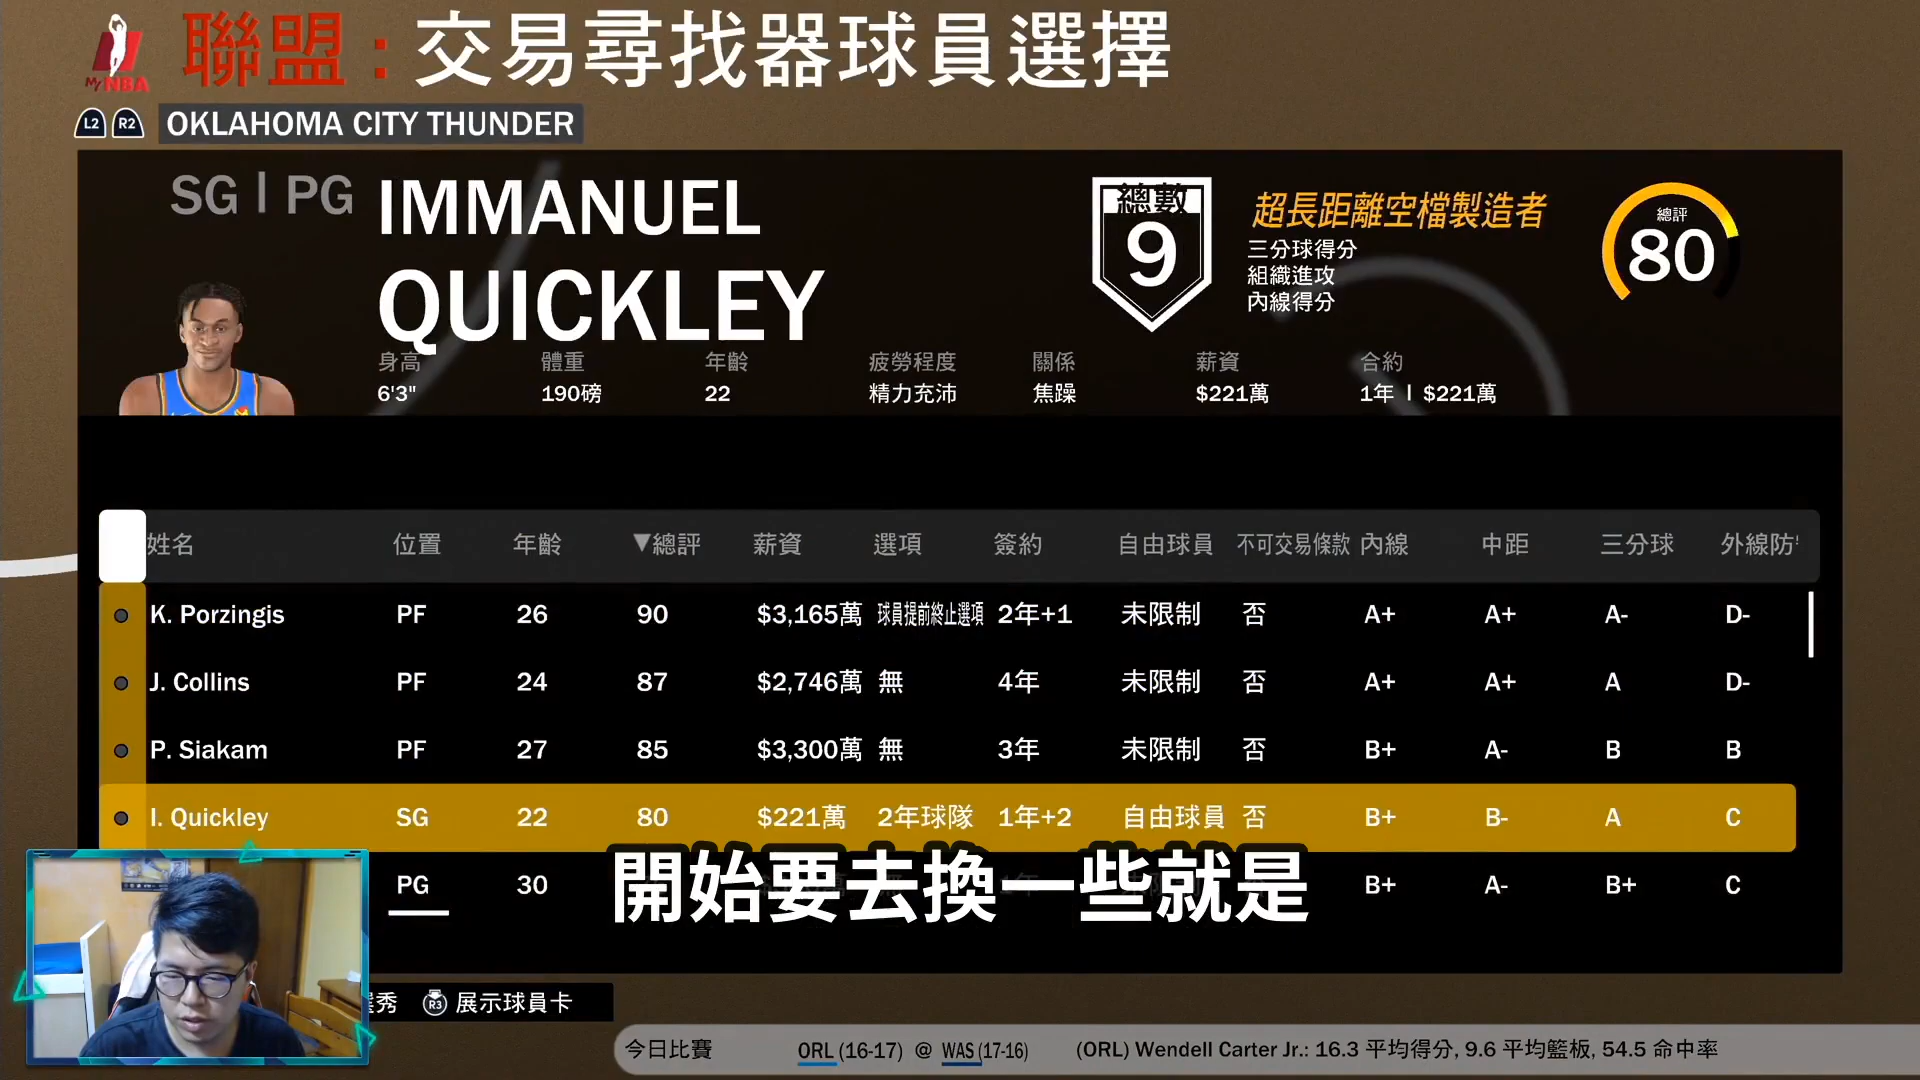 MyNBA
聯盟：交易尋找器球員選擇
L2 R2 OKLAHOMA CITY THUNDER
SG | PG
IMMANUEL
QUICKLEY
總數
9
超長距離空檔製造者
三分球得分
組織進攻
內線得分
總評
80
身高 體重 年齡 疲勞程度 關係 薪資 合約
6'3" 190磅 22 精力充沛 焦躁 $221萬 1年 | $221萬
姓名 位置 年齡 ▼總評 薪資 選項 簽約 自由球員 不可交易條款 內線 中距 三分球 外線防
K. Porzingis PF 26 90 $3,165萬 球員提前終止選項 2年+1 未限制 否 A+ A+ A- D-
J. Collins PF 24 87 $2,746萬 無 4年 未限制 否 A+ A+ A D-
P. Siakam PF 27 85 $3,300萬 無 3年 未限制 否 B+ A- B B
I. Quickley SG 22 80 $221萬 2年球隊 1年+2 自由球員 否 B+ B- A C
PG 30 B+ A- B+ C
開始要去換一些就是
秀 R3 展示球員卡
今日比賽 ORL (16-17) @ WAS (17-16) (ORL) Wendell Carter Jr.: 16.3 平均得分, 9.6 平均籃板, 54.5 命中率